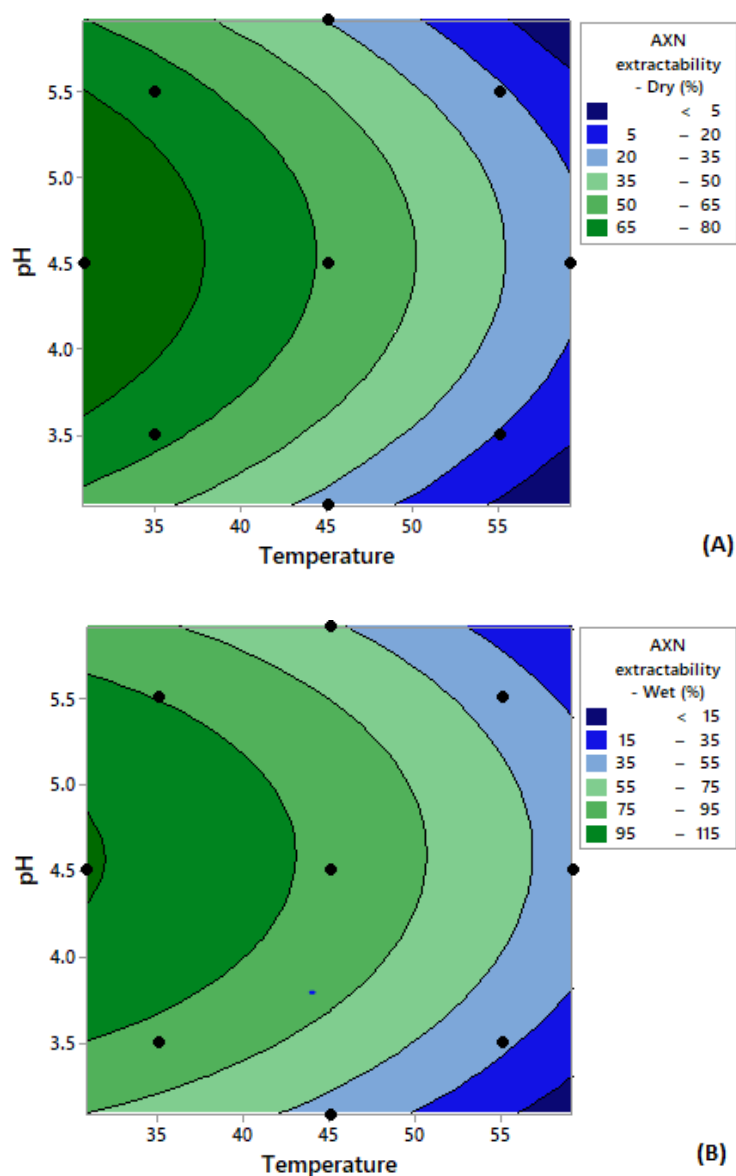 AXN
extractability
- Dry (%)
< 5
5 – 20
20 – 35
35 – 50
50 – 65
65 – 80
5.5
5.0
4.5
4.0
3.5
pH
35 40 45 50 55
Temperature
(A)
AXN
extractability
- Wet (%)
< 15
15 – 35
35 – 55
55 – 75
75 – 95
95 – 115
5.5
5.0
4.5
4.0
3.5
pH
35 40 45 50 55
Temperature
(B)